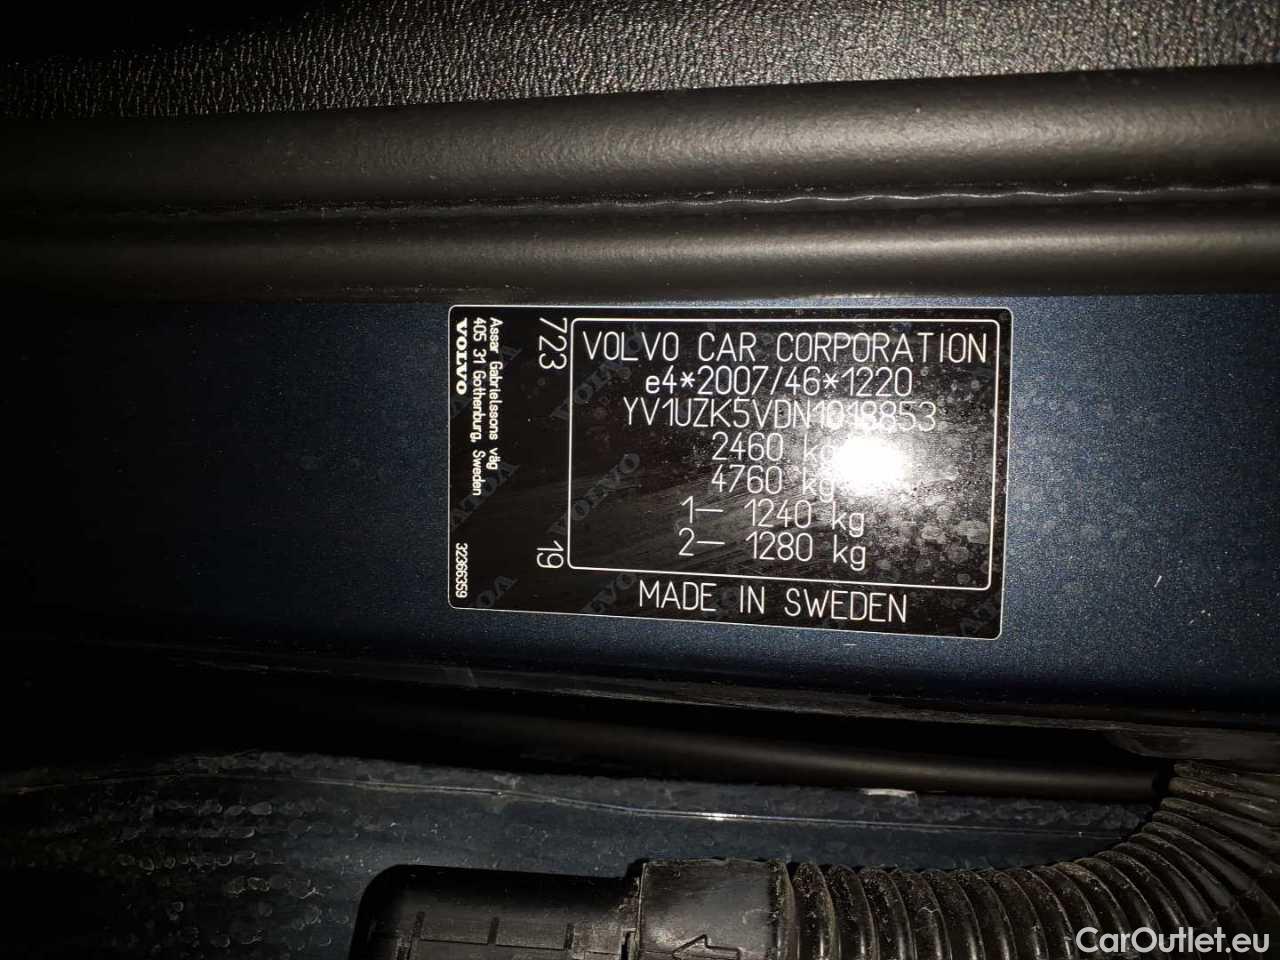 VOLVO CAR CORPORATION
e4*2007/46*1220
YV1UZK5VDN1018853
2460 kg
4760 kg
1– 1240 kg
2– 1280 kg
MADE IN SWEDEN
723
19
Assar Gabrielssons väg
405 31 Gothenburg, Sweden
VOLVO
32366359
CarOutlet.eu